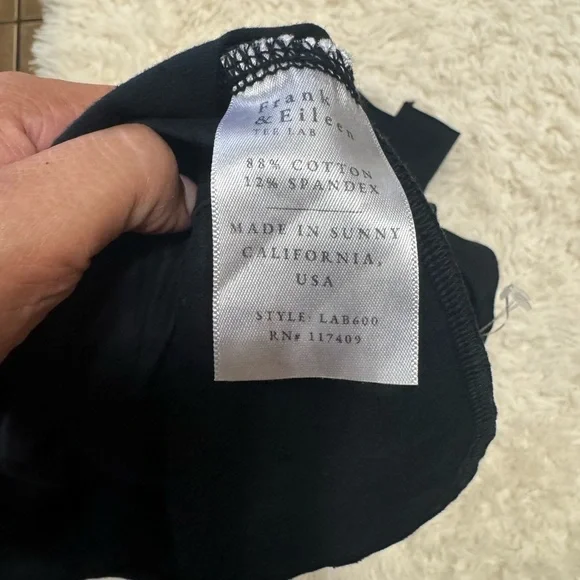 Frank
& Eileen
TEE LAB
88% COTTON
12% SPANDEX
MADE IN SUNNY
CALIFORNIA,
USA
STYLE: LAB600
RN# 117409